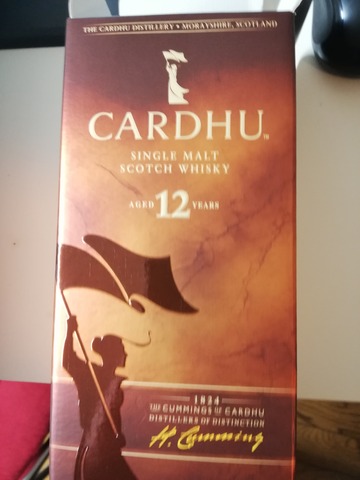 THE CARDHU DISTILLERY • MORAYSHIRE, SCOTLAND
CARDHU™
SINGLE MALT
SCOTCH WHISKY
AGED 12 YEARS
1824
THE CUMMINGS OF CARDHU
DISTILLERS OF DISTINCTION
H. Cumming